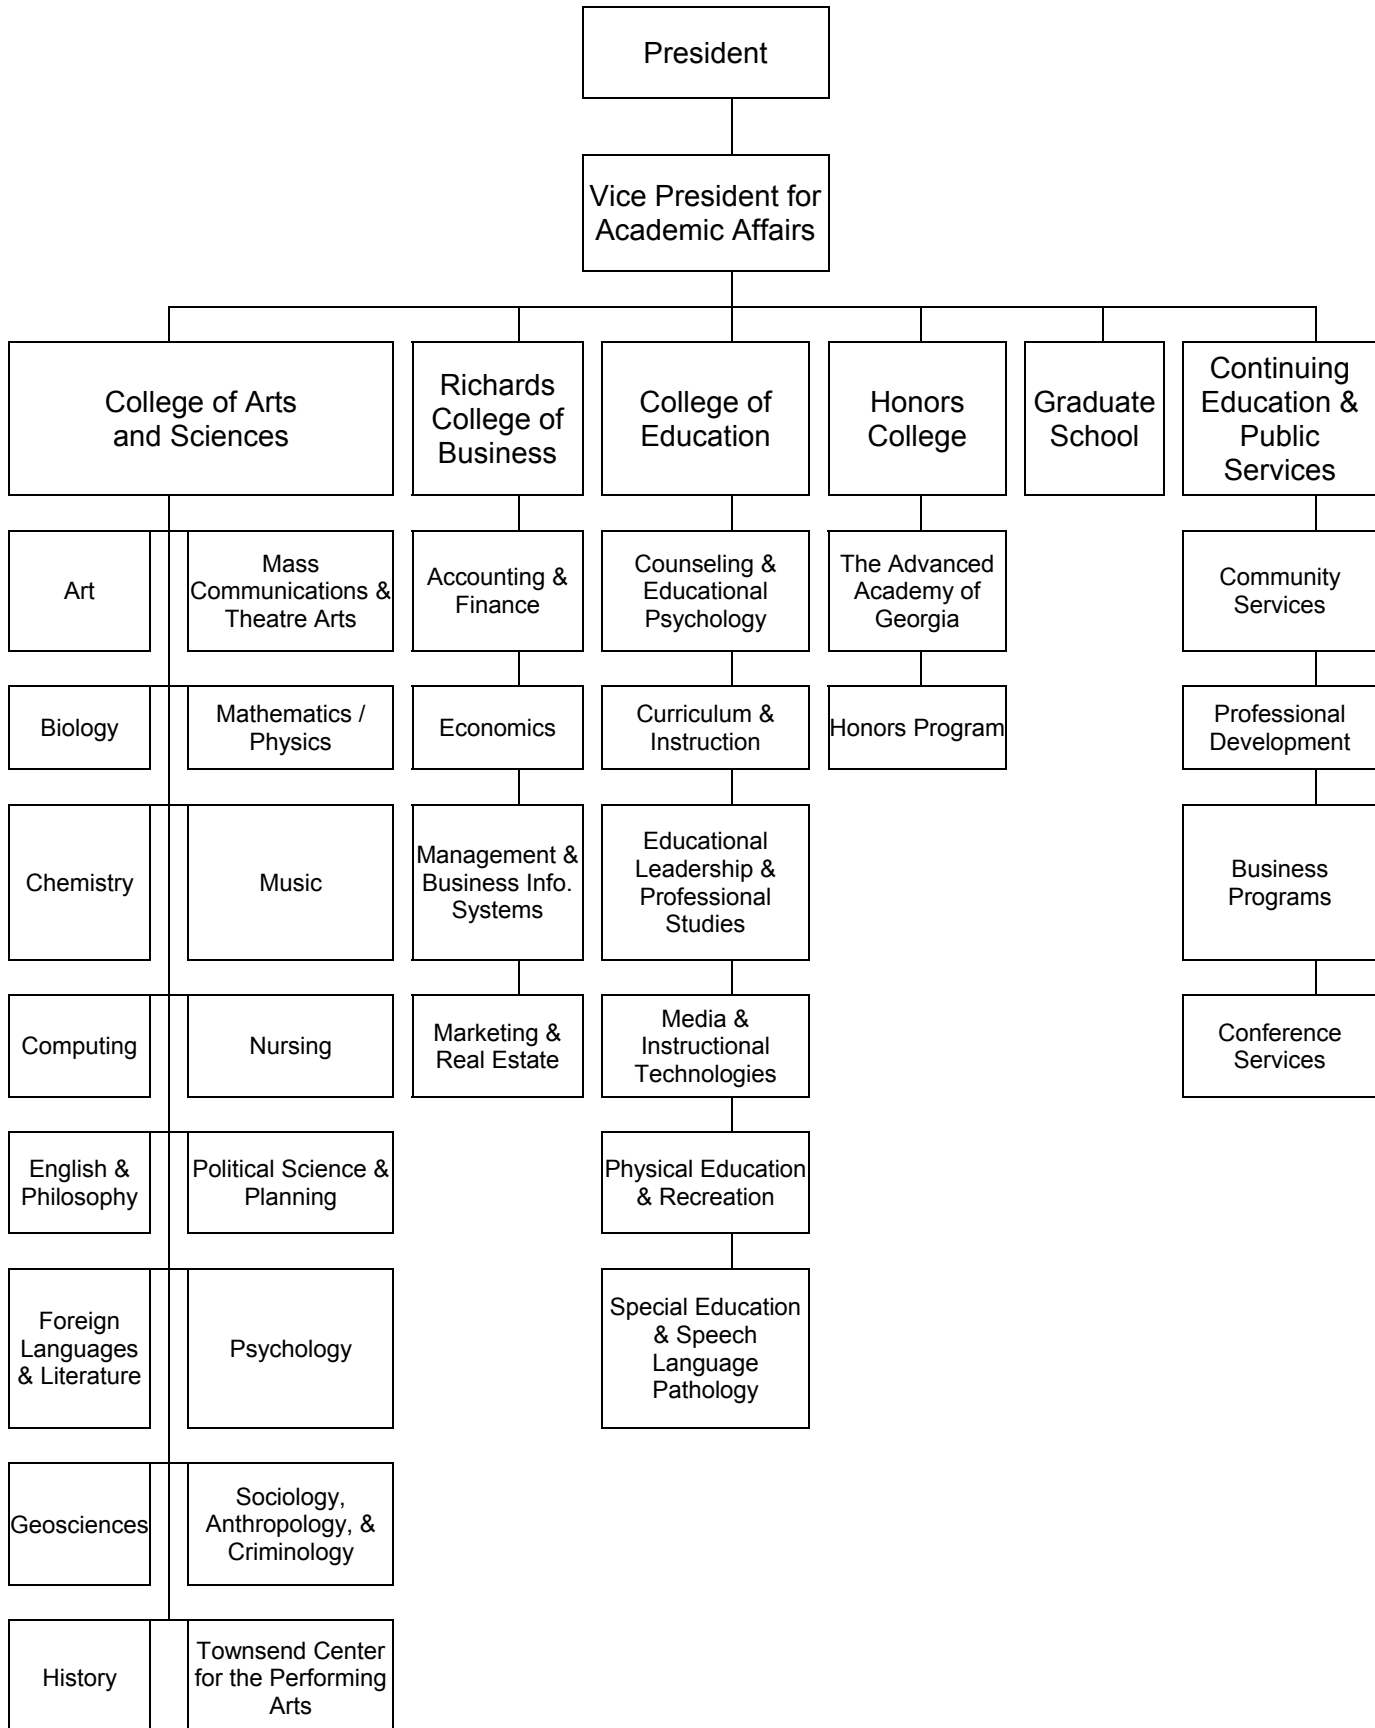 President
Vice President for
Academic Affairs
College of Arts
and Sciences
Richards
College of
Business
College of
Education
Honors
College
Graduate
School
Continuing
Education &
Public
Services
Art
Mass
Communications &
Theatre Arts
Accounting &
Finance
Counseling &
Educational
Psychology
The Advanced
Academy of
Georgia
Community
Services
Biology
Mathematics /
Physics
Economics
Curriculum &
Instruction
Honors Program
Professional
Development
Chemistry
Music
Management &
Business Info.
Systems
Educational
Leadership &
Professional
Studies
Business
Programs
Computing
Nursing
Marketing &
Real Estate
Media &
Instructional
Technologies
Conference
Services
English &
Philosophy
Political Science &
Planning
Physical Education
& Recreation
Foreign
Languages
& Literature
Psychology
Special Education
& Speech
Language
Pathology
Geosciences
Sociology,
Anthropology, &
Criminology
History
Townsend Center
for the Performing
Arts